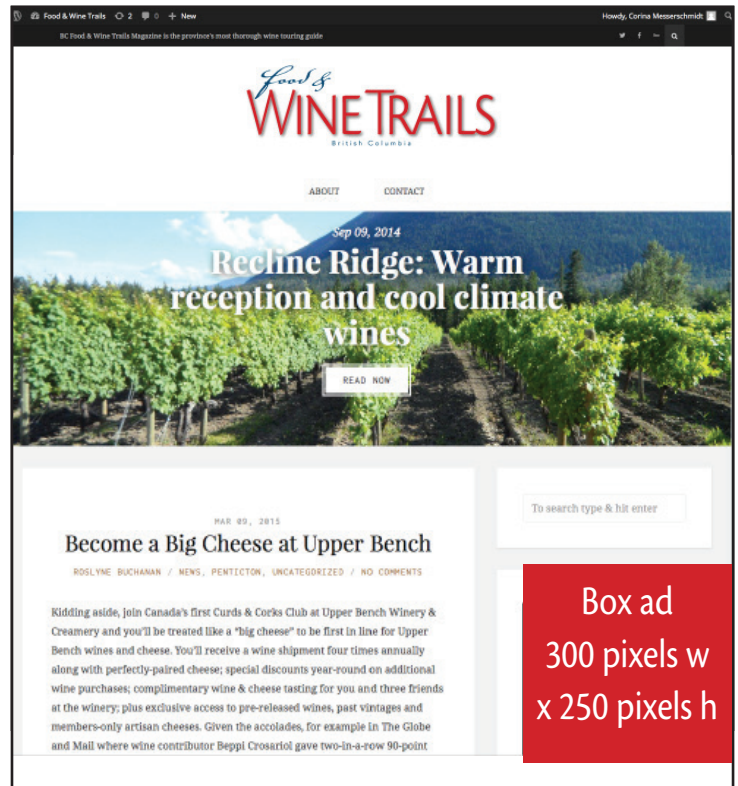 Food & Wine Trails 2 0 + New Howdy, Corina Messerschmidt
BC Food & Wine Trails Magazine is the province's most thorough wine touring guide
food &
WINE TRAILS
British Columbia
ABOUT CONTACT
Sep 09, 2014
Recline Ridge: Warm
reception and cool climate
wines
READ NOW
MAR 09, 2015
Become a Big Cheese at Upper Bench
ROSLYNE BUCHANAN / NEWS, PENTICTON, UNCATEGORIZED / NO COMMENTS
Kidding aside, join Canada's first Curds & Corks Club at Upper Bench Winery &
Creamery and you'll be treated like a "big cheese" to be first in line for Upper
Bench wines and cheese. You'll receive a wine shipment four times annually
along with perfectly-paired cheese; special discounts year-round on additional
wine purchases; complimentary wine & cheese tasting for you and three friends
at the winery; plus exclusive access to pre-released wines, past vintages and
members-only artisan cheeses. Given the accolades, for example in The Globe
and Mail where wine contributor Beppi Crosariol gave two-in-a-row 90-point
To search type & hit enter
Box ad
300 pixels w
x 250 pixels h